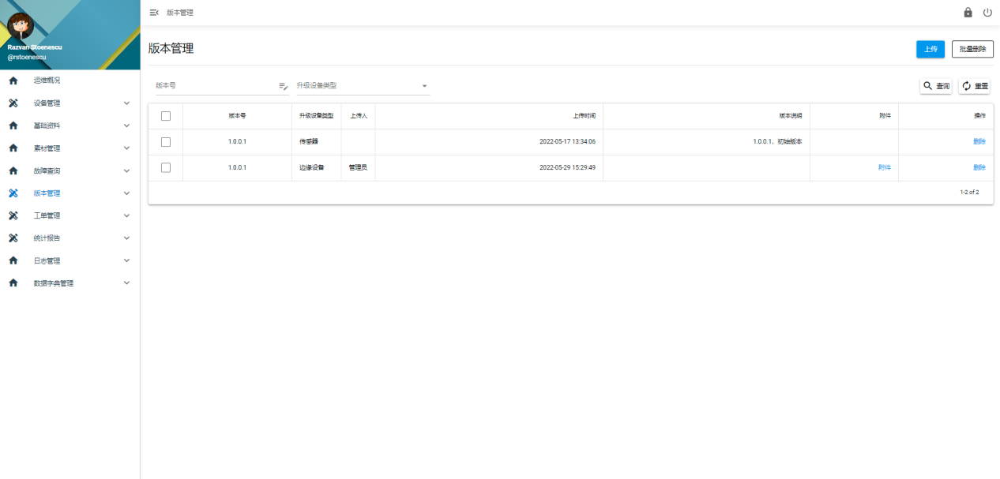 版本管理
Razvan Stoenescu
@rstoenescu
运维概况
设备管理
基础资料
素材管理
故障查询
版本管理
工单管理
统计报告
日志管理
数据字典管理
版本管理
上传 批量删除
版本号 升级设备类型 查询 重置
版本号 升级设备类型 上传人 上传时间 版本说明 附件 操作
1.0.0.1 传感器 2022-05-17 13:34:06 1.0.0.1，初始版本 删除
1.0.0.1 边缘设备 管理员 2022-05-29 15:29:49 附件 删除
1-2 of 2